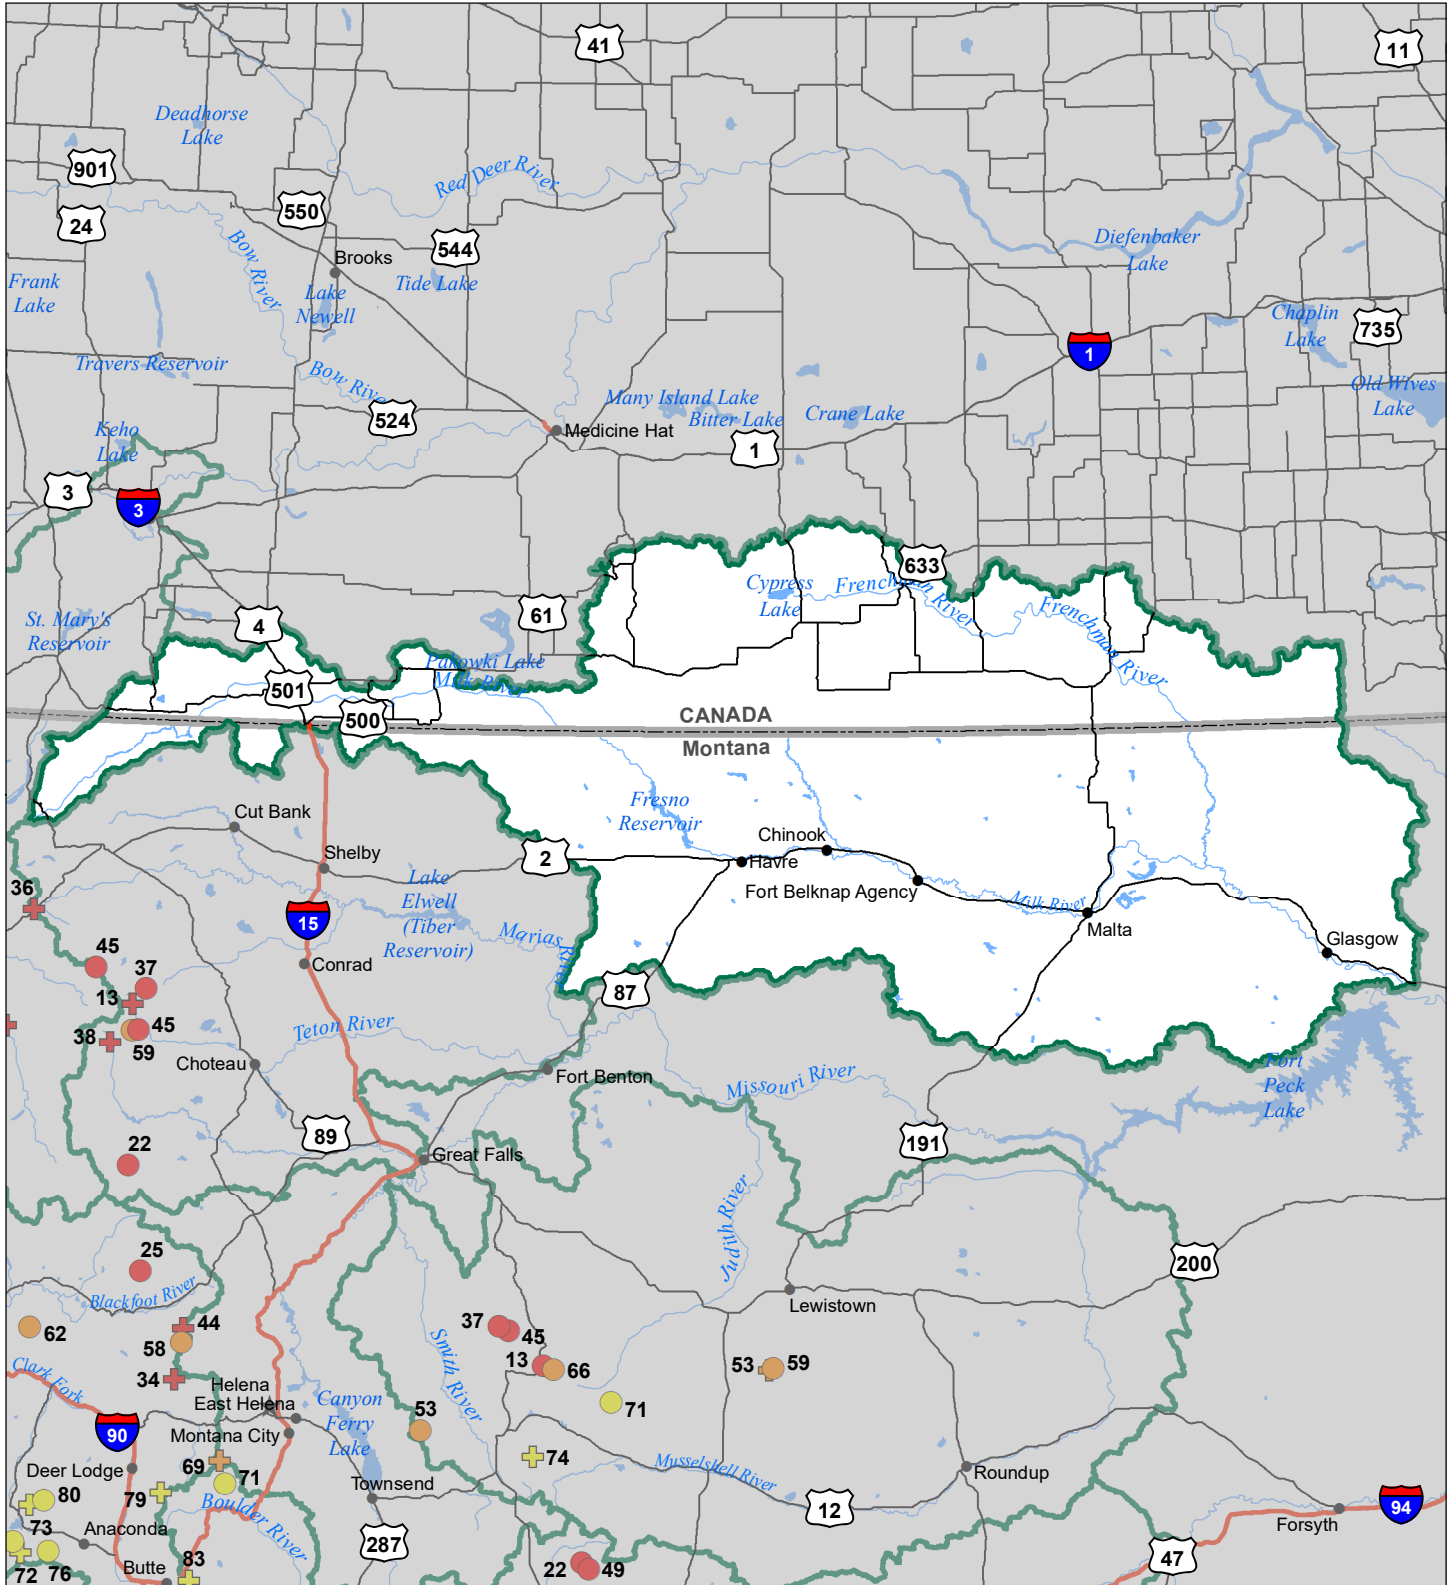 41
11
Deadhorse
Lake
901
Red Deer River
550
24
544
Bow River
Diefenbaker
Lake
Brooks
Frank
Lake
Tide Lake
Lake
Newell
Chaplin
Lake
735
1
Travers Reservoir
Bow River
Old Wives
Lake
Many Island Lake
Bitter Lake
Crane Lake
524
Keho
Lake
Medicine Hat
1
3
3
633
Cypress
Lake
Frenchman River
Frenchman River
61
St. Mary's
Reservoir
4
Pakowki Lake
Milk River
501
500
CANADA
Montana
Fresno
Reservoir
Cut Bank
Chinook
Shelby
2
Havre
Lake
Elwell
(Tiber
Reservoir)
36
Fort Belknap Agency
Milk River
15
Marias River
Malta
Glasgow
45
Conrad
37
87
13
38
45
59
Teton River
Choteau
Fort Benton
Missouri River
Fort
Peck
Lake
89
191
22
Great Falls
Judith River
25
200
Blackfoot River
Lewistown
62
44
58
37
45
Smith River
34
13
66
53
59
Clark Fork
Helena
East Helena
Canyon
Ferry
Lake
53
71
90
Montana City
69
74
Musselshell River
Deer Lodge
71
Roundup
80
79
Boulder River
Townsend
12
94
73
Anaconda
287
Forsyth
83
47
72
76
Butte
22
49